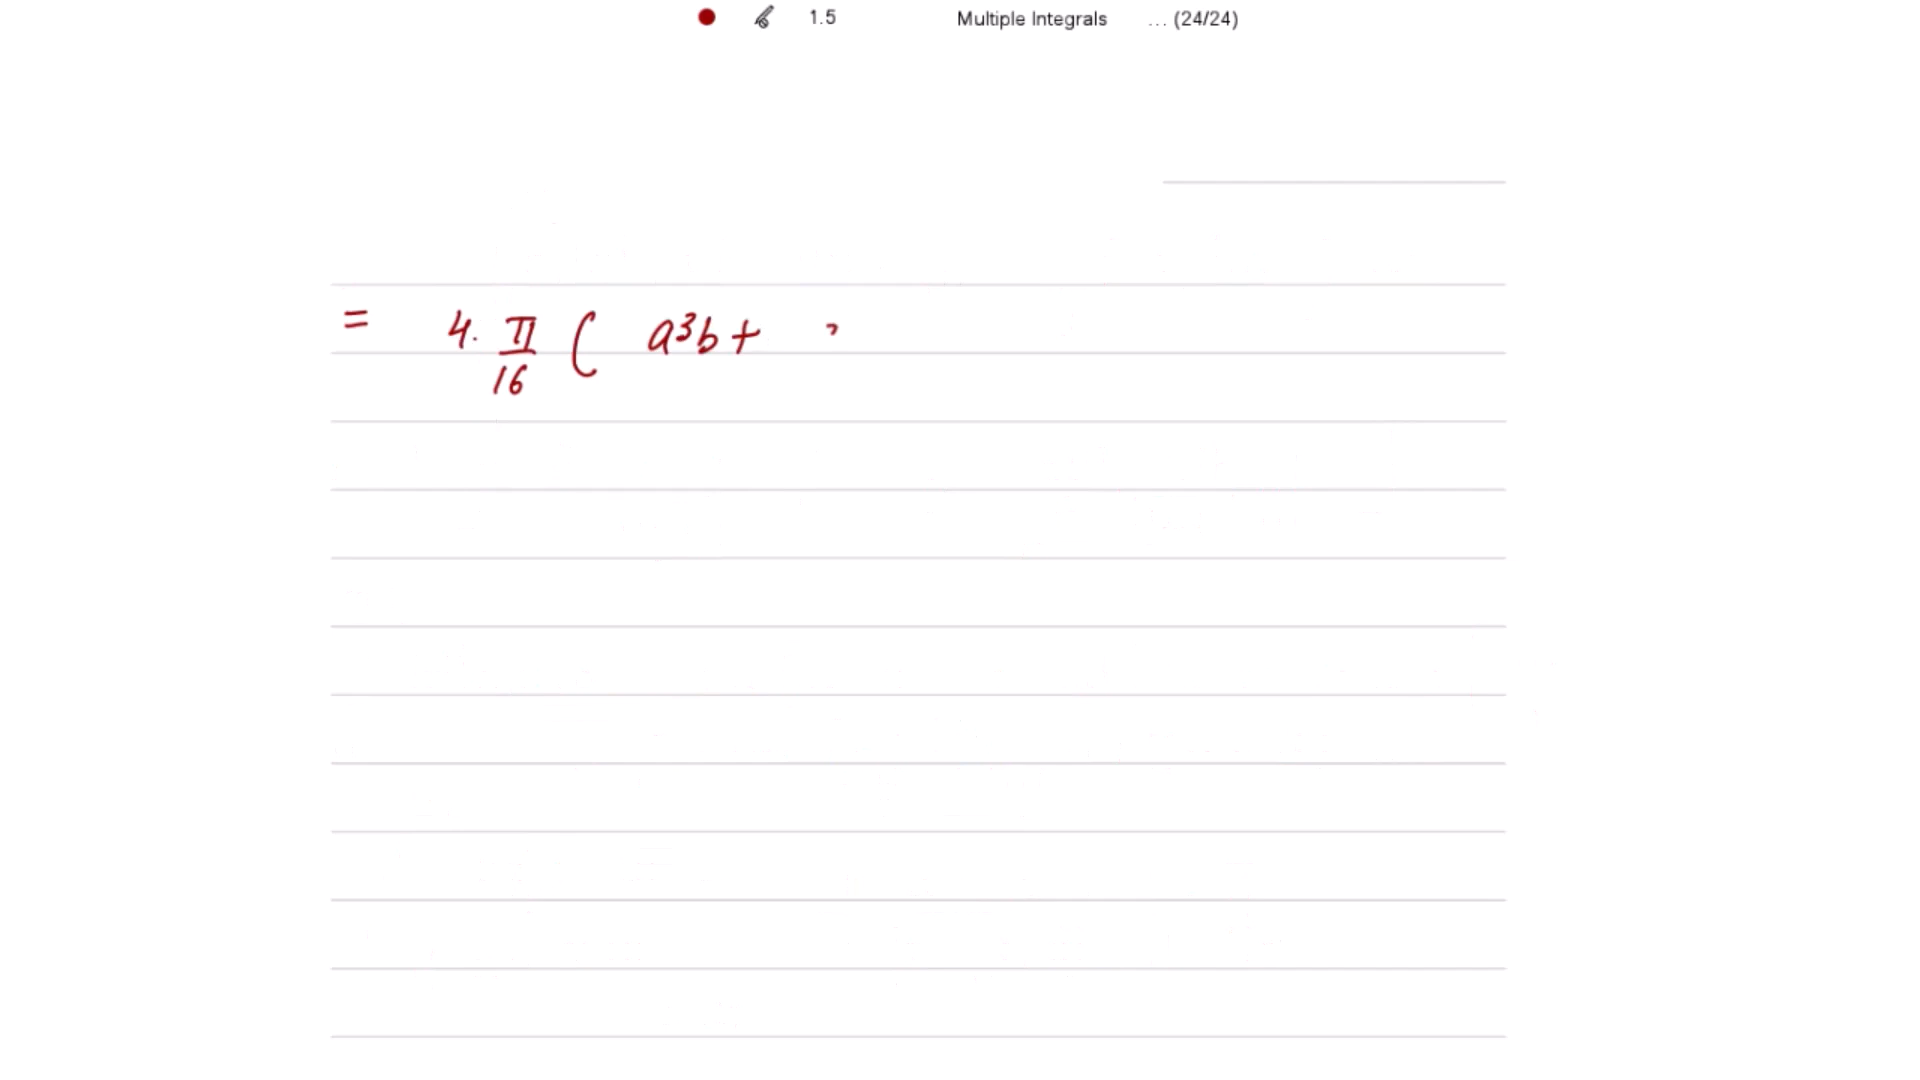 1.5 Multiple Integrals ... (24/24)
= 4. π/16 ( a³b +